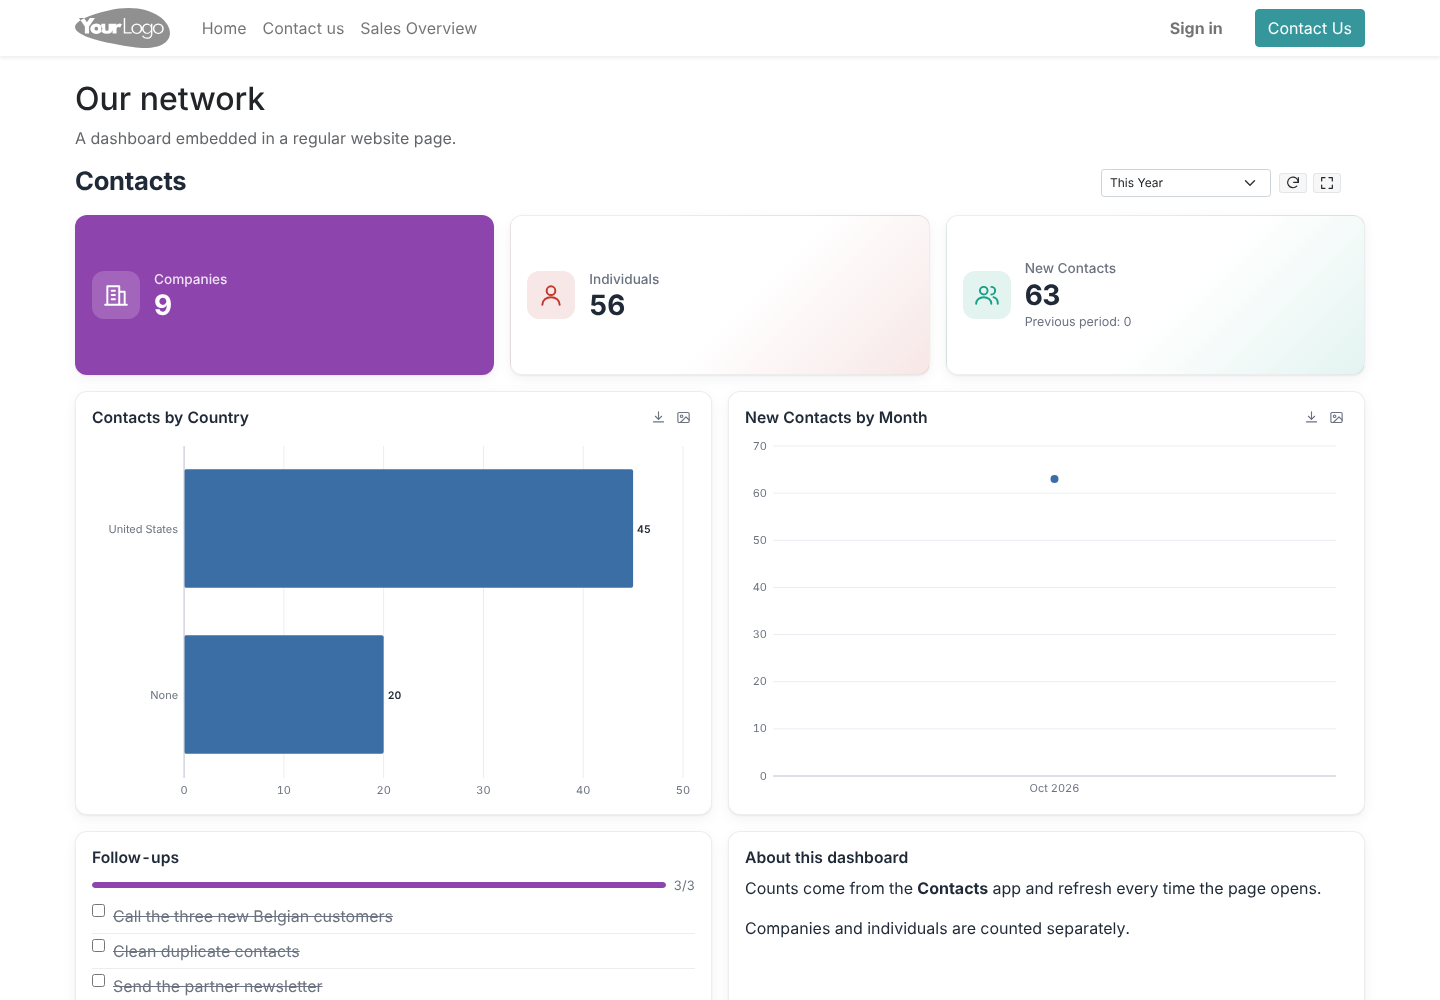 YourLogo
Home
Contact us
Sales Overview
Sign in
Contact Us
Our network
A dashboard embedded in a regular website page.
Contacts
This Year
Companies
9
Individuals
56
New Contacts
63
Previous period: 0
Contacts by Country
United States
45
None
20
0 10 20 30 40 50
New Contacts by Month
70
60
50
40
30
20
10
0
Oct 2026
Follow-ups
3/3
Call the three new Belgian customers
Clean duplicate contacts
Send the partner newsletter
About this dashboard
Counts come from the Contacts app and refresh every time the page opens.
Companies and individuals are counted separately.